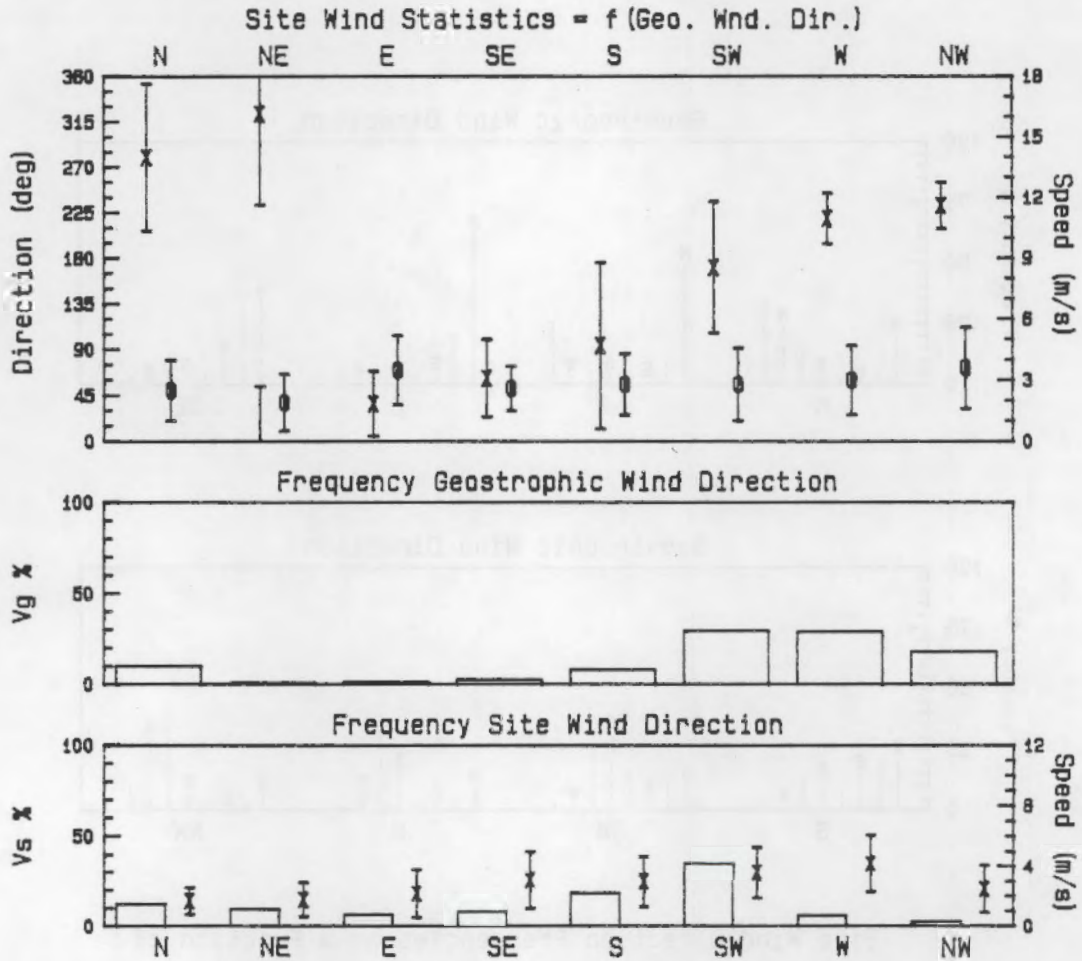 Site Wind Statistics = f(Geo. Wnd. Dir.)
N NE E SE S SW W NW
360 18
315 15
270
225 12
180 9
135 6
90
45 3
0 0
Direction (deg)
Speed (m/s)
Frequency Geostrophic Wind Direction
100
50
0
Vg %
Frequency Site Wind Direction
100 12
8
50 4
0 0
Vs %
Speed (m/s)
N NE E SE S SW W NW